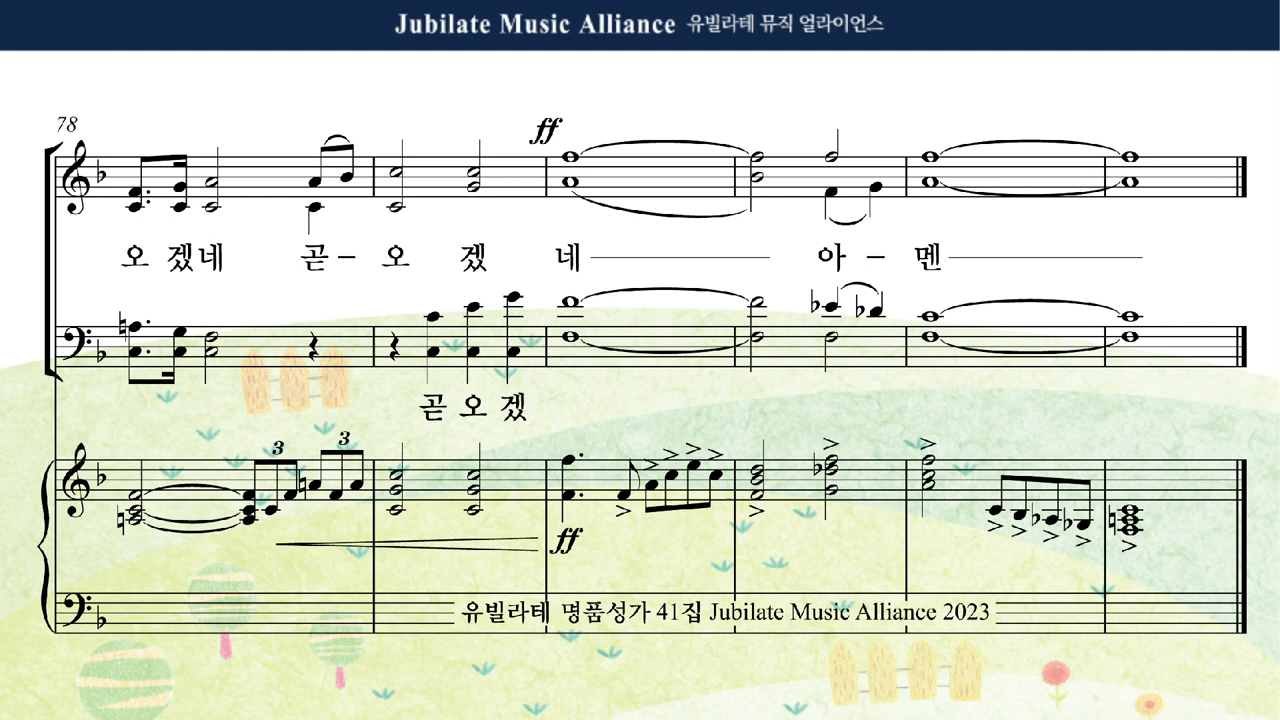 Jubilate Music Alliance 유빌라테 뮤직 얼라이언스
78
ff
오 겠 네 곧 - 오 겠 네 아 - 멘
곧 오 겠
3 3
ff
유빌라테 명품성가 41집 Jubilate Music Alliance 2023